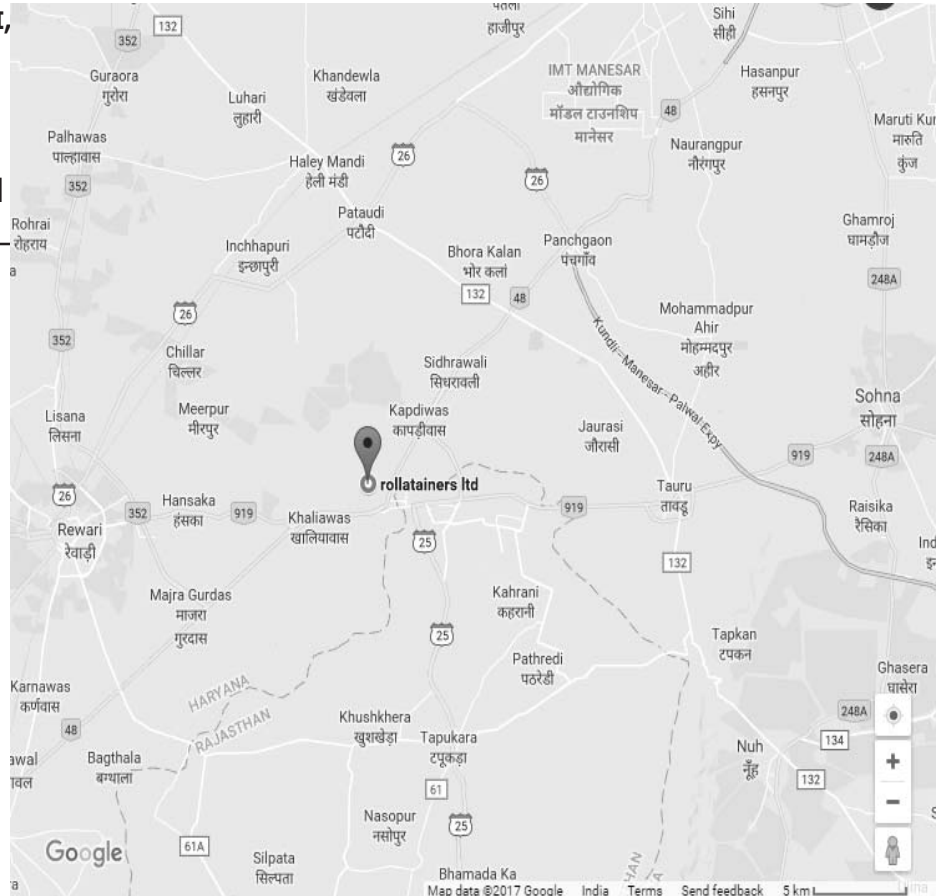 पतली
हाजीपुर
Sihi
सीही
132
352
Guraora
गुरोरा
Khandewla
खंडेवला
IMT MANESAR
औद्योगिक
मॉडल टाउनशिप
मानेसर
Hasanpur
हसनपुर
Luhari
लुहारी
48
Maruti Kun
मारुति
कुंज
Palhawas
पाल्हावास
Naurangpur
नौरंगपुर
26
Haley Mandi
हेली मंडी
352
26
Rohrai
रोहराय
Pataudi
पटौदी
Ghamroj
घामड़ौज
Inchhapuri
इन्छापुरी
Bhora Kalan
भोर कलां
Panchgaon
पंचगाँव
132
48
248A
26
Mohammadpur
Ahir
मोहम्मदपुर
अहीर
352
Kundli - Manesar - Palwal Expy
Chillar
चिल्लर
Sidhrawali
सिधरावली
Sohna
सोहना
Lisana
लिसना
Meerpur
मीरपुर
Kapdiwas
कापड़ीवास
Jaurasi
जौरासी
919
248A
rollatainers ltd
26
Hansaka
हंसका
Tauru
तावडू
Rewari
रेवाड़ी
352
919
Khaliawas
खालियावास
919
Raisika
रैसिका
25
132
Majra Gurdas
माजरा
गुरदास
Kahrani
कहरानी
25
Tapkan
टपकन
Pathredi
पठरेडी
Ghasera
घासेरा
Karnawas
कर्णवास
HARYANA
RAJASTHAN
48
Khushkhera
खुशखेड़ा
Tapukara
टपूकड़ा
248A
134
Bagthala
बग्थाला
Nuh
नूँह
132
61
Nasopur
नसोपुर
25
Google
61A
Silpata
सिल्पता
Bhamada Ka
Map data ©2017 Google India Terms Send feedback 5 km